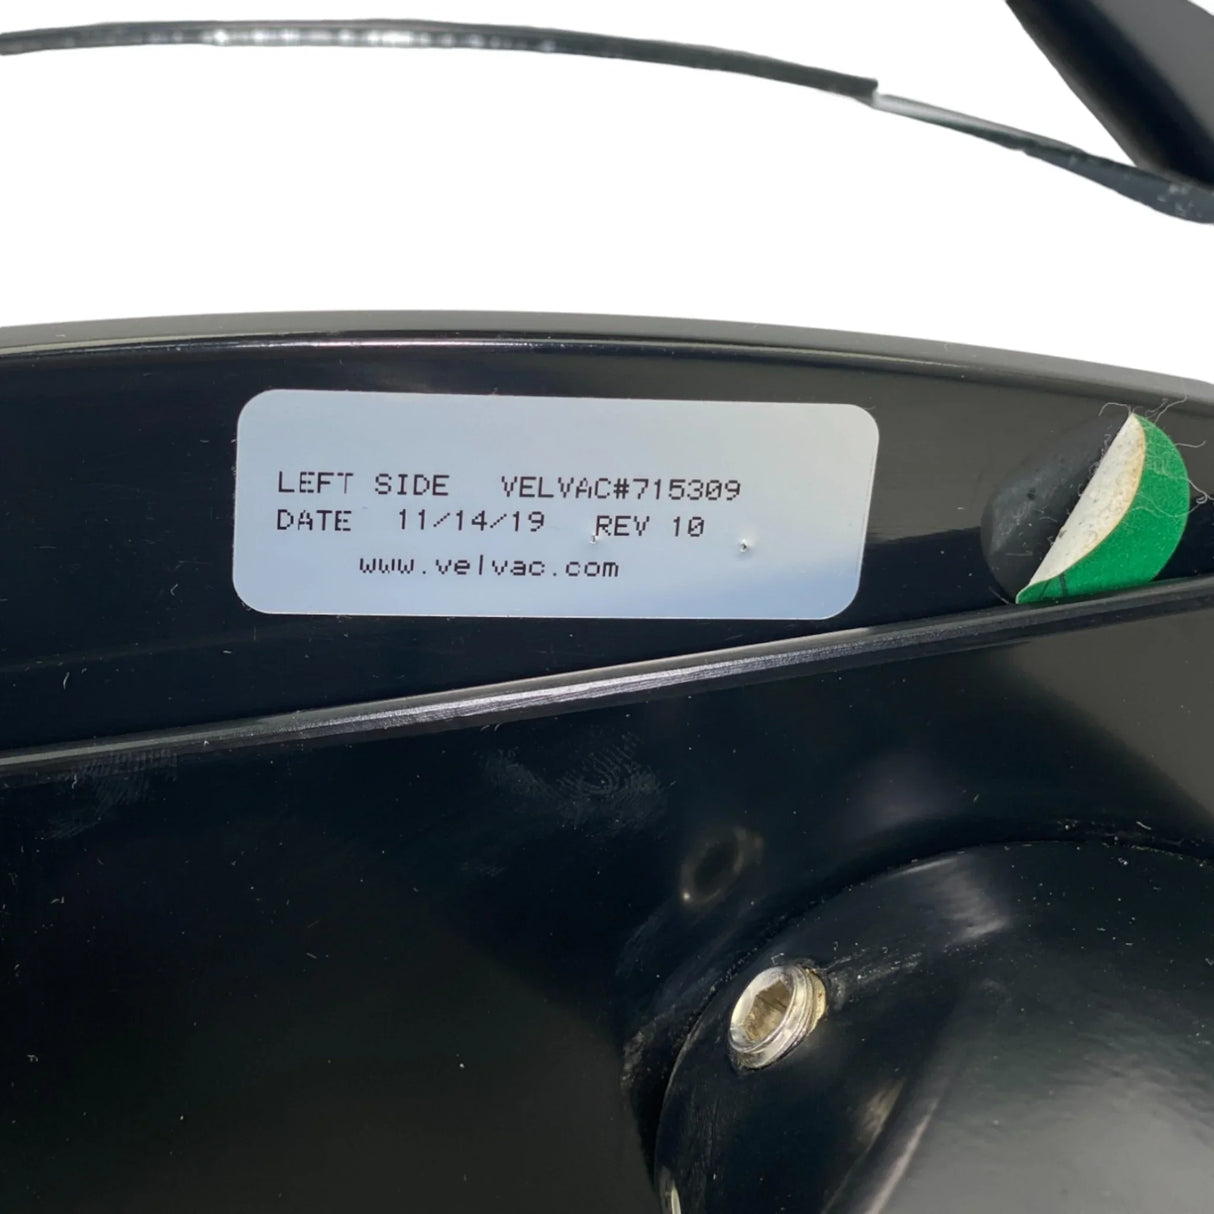 LEFT SIDE VELVAC#715309
DATE 11/14/19 REV 10
www.velvac.com